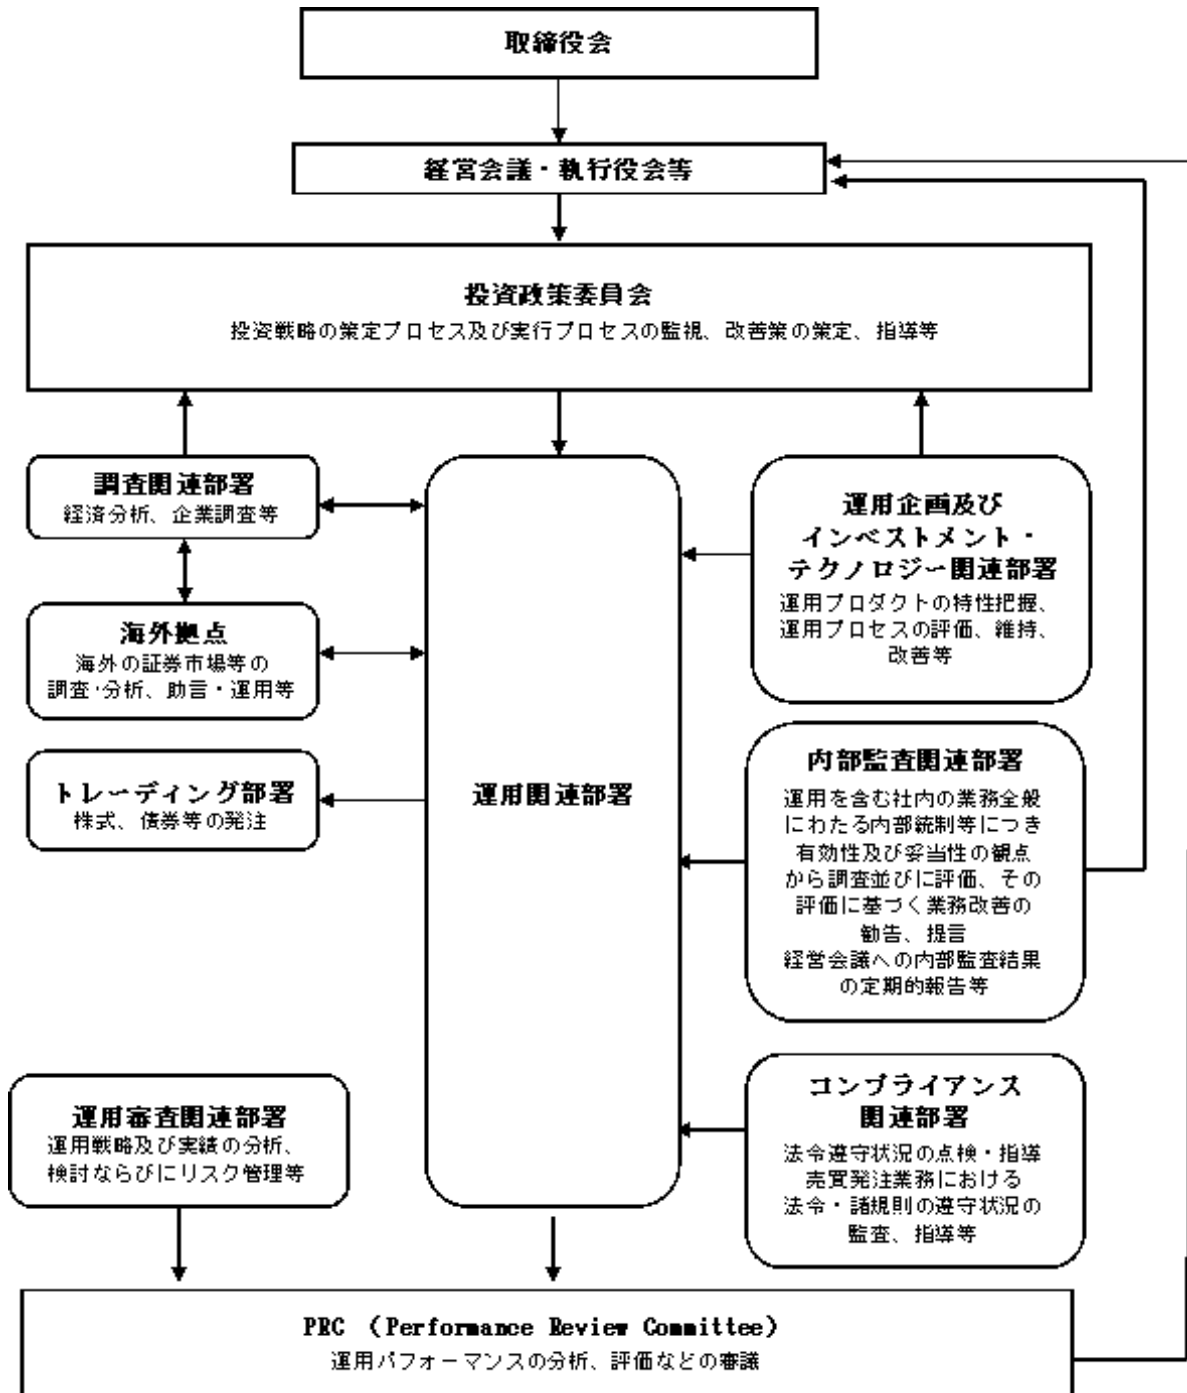 取締役会
経営会議・執行役会等
投資政策委員会
投資戦略の策定プロセス及び実行プロセスの監視、改善策の策定、指導等
調査関連部署
経済分析、企業調査等
海外拠点
海外の証券市場等の
調査・分析、助言・運用等
トレーディング部署
株式、債券等の発注
運用関連部署
運用企画及び
インベストメント・
テクノロジー関連部署
運用プロダクトの特性把握、
運用プロセスの評価、維持、
改善等
内部監査関連部署
運用を含む社内の業務全般
にわたる内部統制等につき
有効性及び妥当性の観点
から調査並びに評価、その
評価に基づく業務改善の
勧告、提言
経営会議への内部監査結果
の定期的報告等
コンプライアンス
関連部署
法令遵守状況の点検・指導
売買発注業務における
法令・諸規則の遵守状況の
監査、指導等
運用審査関連部署
運用戦略及び実績の分析、
検討ならびにリスク管理等
PRC （Performance Review Committee）
運用パフォーマンスの分析、評価などの審議